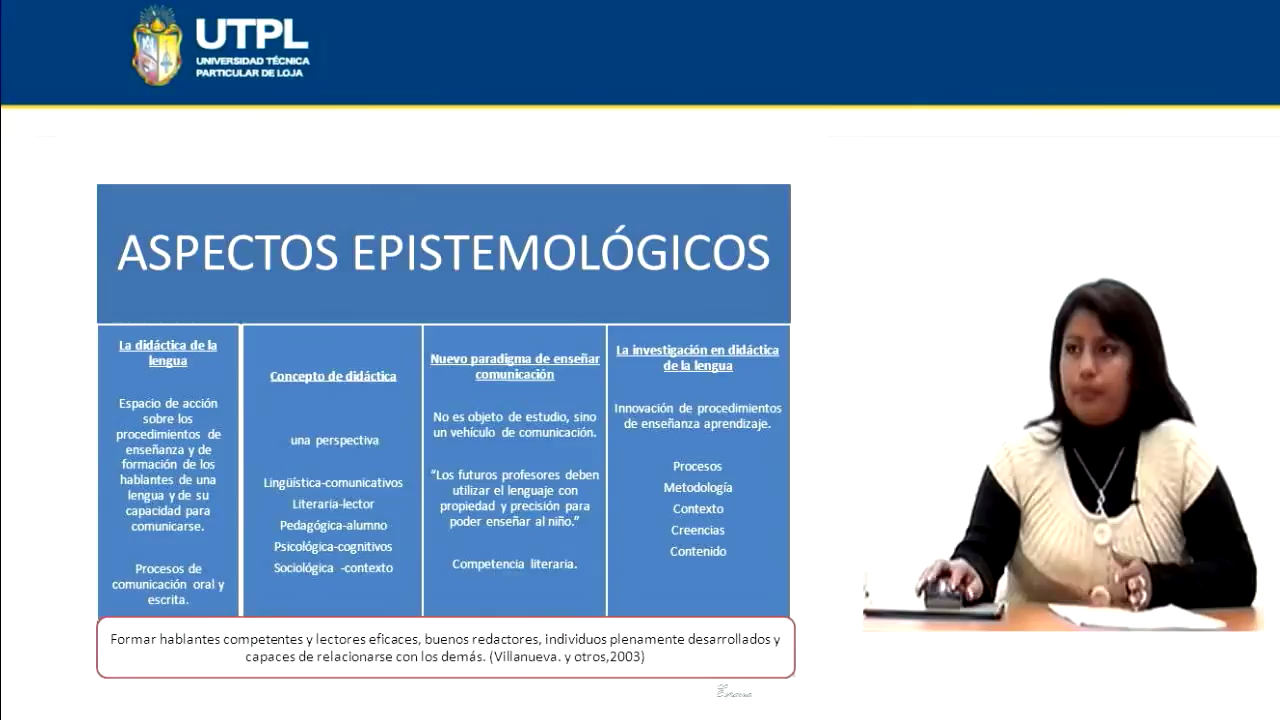 UTPL
UNIVERSIDAD TÉCNICA
PARTICULAR DE LOJA
ASPECTOS EPISTEMOLÓGICOS
La didáctica de la
lengua
Espacio de acción
sobre los
procedimientos de
enseñanza y de
formación de los
hablantes de una
lengua y de su
capacidad para
comunicarse.
Procesos de
comunicación oral y
escrita.
Concepto de didáctica
una perspectiva
Lingüística-comunicativos
Literaria-lector
Pedagógica-alumno
Psicológica-cognitivos
Sociológica -contexto
Nuevo paradigma de enseñar
comunicación
No es objeto de estudio, sino
un vehículo de comunicación.
“Los futuros profesores deben
utilizar el lenguaje con
propiedad y precisión para
poder enseñar al niño.”
Competencia literaria.
La investigación en didáctica
de la lengua
Innovación de procedimientos
de enseñanza aprendizaje.
Procesos
Metodología
Contexto
Creencias
Contenido
Formar hablantes competentes y lectores eficaces, buenos redactores, individuos plenamente desarrollados y
capaces de relacionarse con los demás. (Villanueva. y otros,2003)